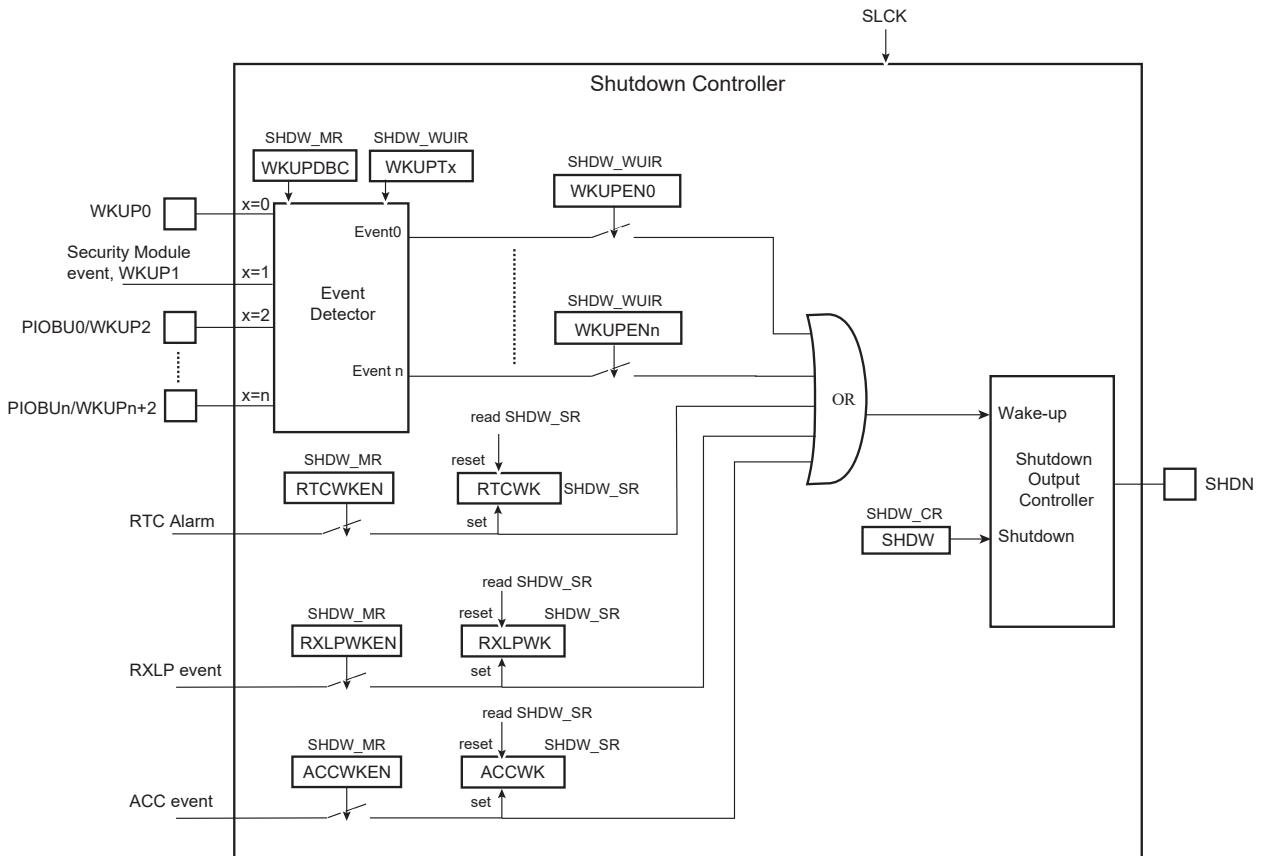 SLCK
Shutdown Controller
SHDW_MR
SHDW_WUIR
WKUPDBC
WKUPTx
SHDW_WUIR
WKUPEN0
WKUP0
x=0
Event0
Security Module
event, WKUP1
x=1
Event
Detector
PIOBU0/WKUP2
x=2
SHDW_WUIR
WKUPENn
Event n
PIOBUn/WKUPn+2
x=n
OR
Wake-up
Shutdown
Output
Controller
SHDN
SHDW_CR
SHDW
Shutdown
read SHDW_SR
SHDW_MR
reset
RTCWKEN
RTCWK
SHDW_SR
RTC Alarm
set
read SHDW_SR
SHDW_MR
reset
SHDW_SR
RXLPWKEN
RXLPWK
RXLP event
set
read SHDW_SR
SHDW_MR
reset
SHDW_SR
ACCWKEN
ACCWK
ACC event
set